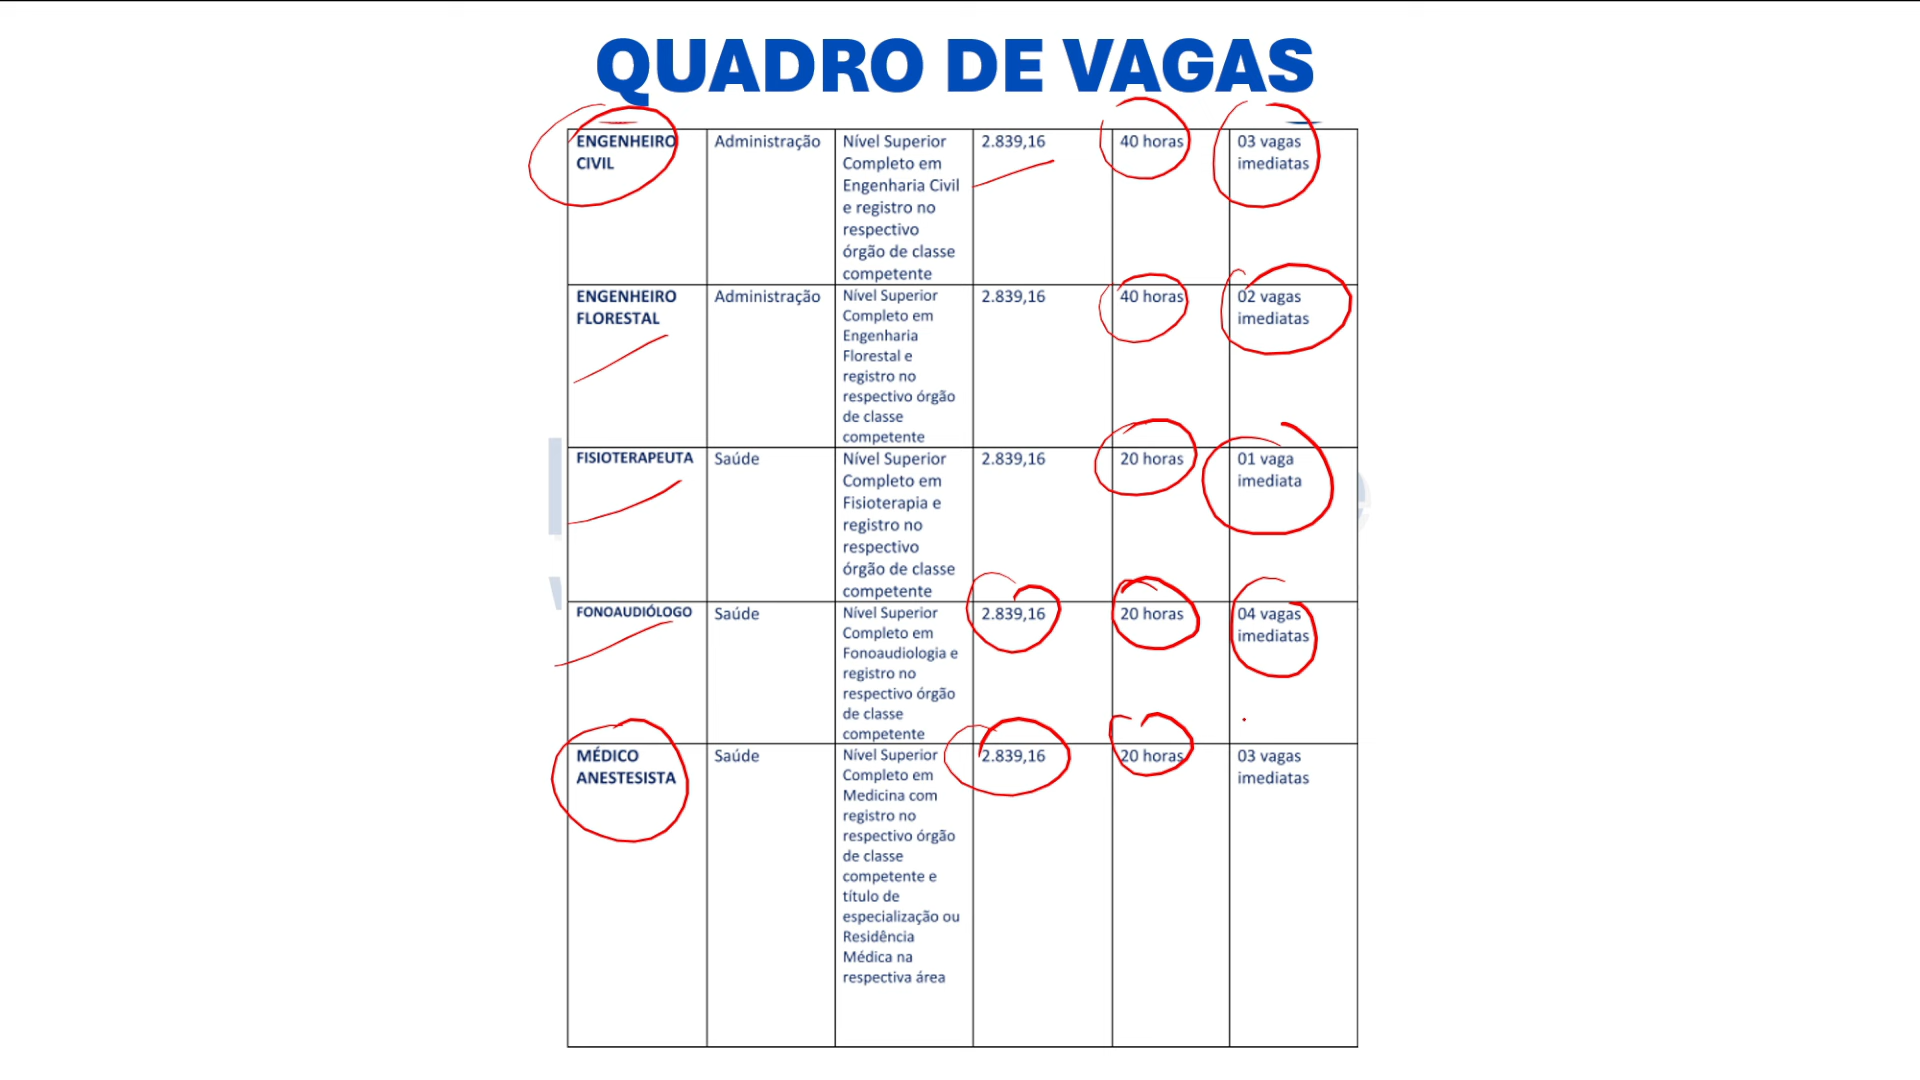 QUADRO DE VAGAS
ENGENHEIRO
CIVIL
Administração
Nível Superior
Completo em
Engenharia Civil
e registro no
respectivo
órgão de classe
competente
2.839,16
40 horas
03 vagas
imediatas
ENGENHEIRO
FLORESTAL
Administração
Nível Superior
Completo em
Engenharia
Florestal e
registro no
respectivo órgão
de classe
competente
2.839,16
40 horas
02 vagas
imediatas
FISIOTERAPEUTA
Saúde
Nível Superior
Completo em
Fisioterapia e
registro no
respectivo
órgão de classe
competente
2.839,16
20 horas
01 vaga
imediata
FONOAUDIÓLOGO
Saúde
Nível Superior
Completo em
Fonoaudiologia e
registro no
respectivo órgão
de classe
competente
2.839,16
20 horas
04 vagas
imediatas
MÉDICO
ANESTESISTA
Saúde
Nível Superior
Completo em
Medicina com
registro no
respectivo órgão
de classe
competente e
título de
especialização ou
Residência
Médica na
respectiva área
2.839,16
20 horas
03 vagas
imediatas